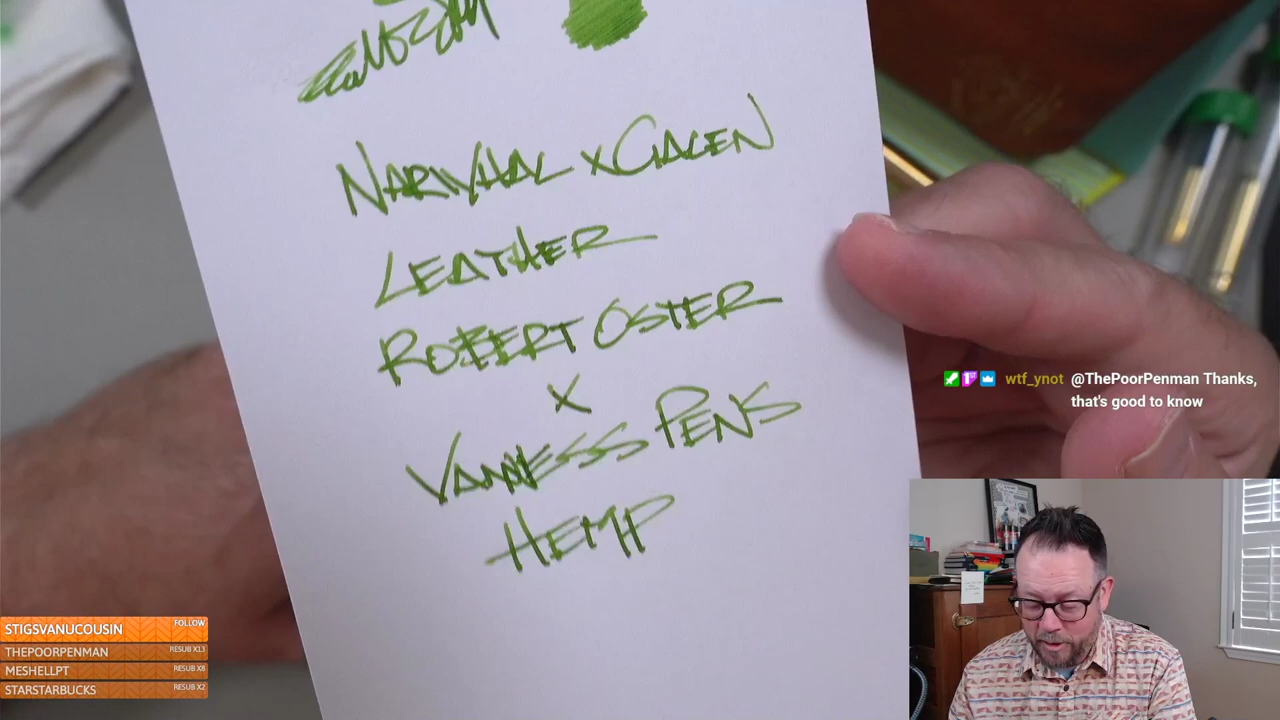 NARWHAL x GALEN
LEATHER
ROBERT OSTER
X
VANNESS PENS
HEMP
wtf_ynot @ThePoorPenman Thanks,
that's good to know
STIGSVANUCOUSIN FOLLOW
THEPOORPENMAN RESUB X13
MESHELLPT RESUB X8
STARSTARBUCKS RESUB X2